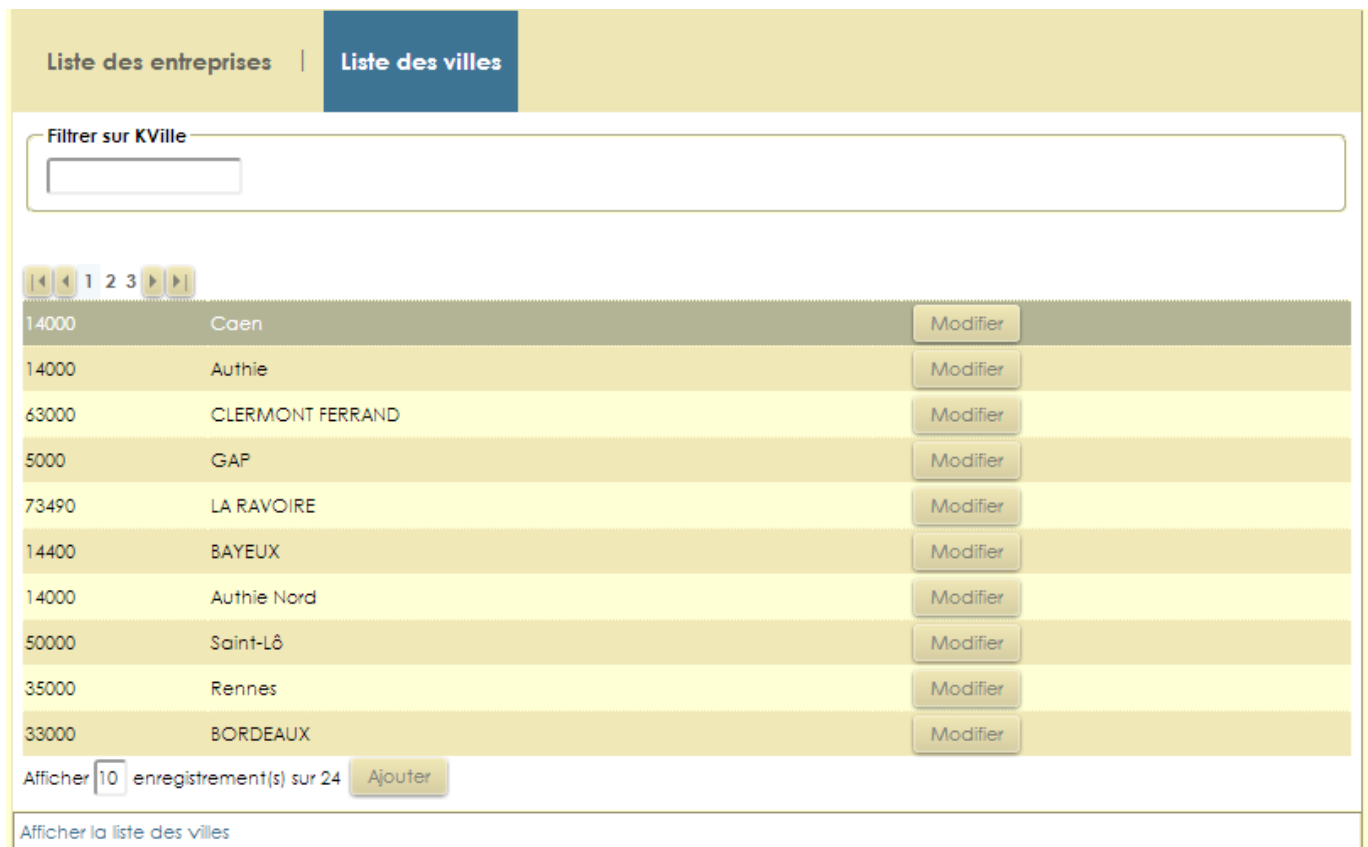 Liste des entreprises | Liste des villes
Filtrer sur KVille
1 2 3
14000 Caen Modifier
14000 Authie Modifier
63000 CLERMONT FERRAND Modifier
5000 GAP Modifier
73490 LA RAVOIRE Modifier
14400 BAYEUX Modifier
14000 Authie Nord Modifier
50000 Saint-Lô Modifier
35000 Rennes Modifier
33000 BORDEAUX Modifier
Afficher 10 enregistrement(s) sur 24 Ajouter
Afficher la liste des villes